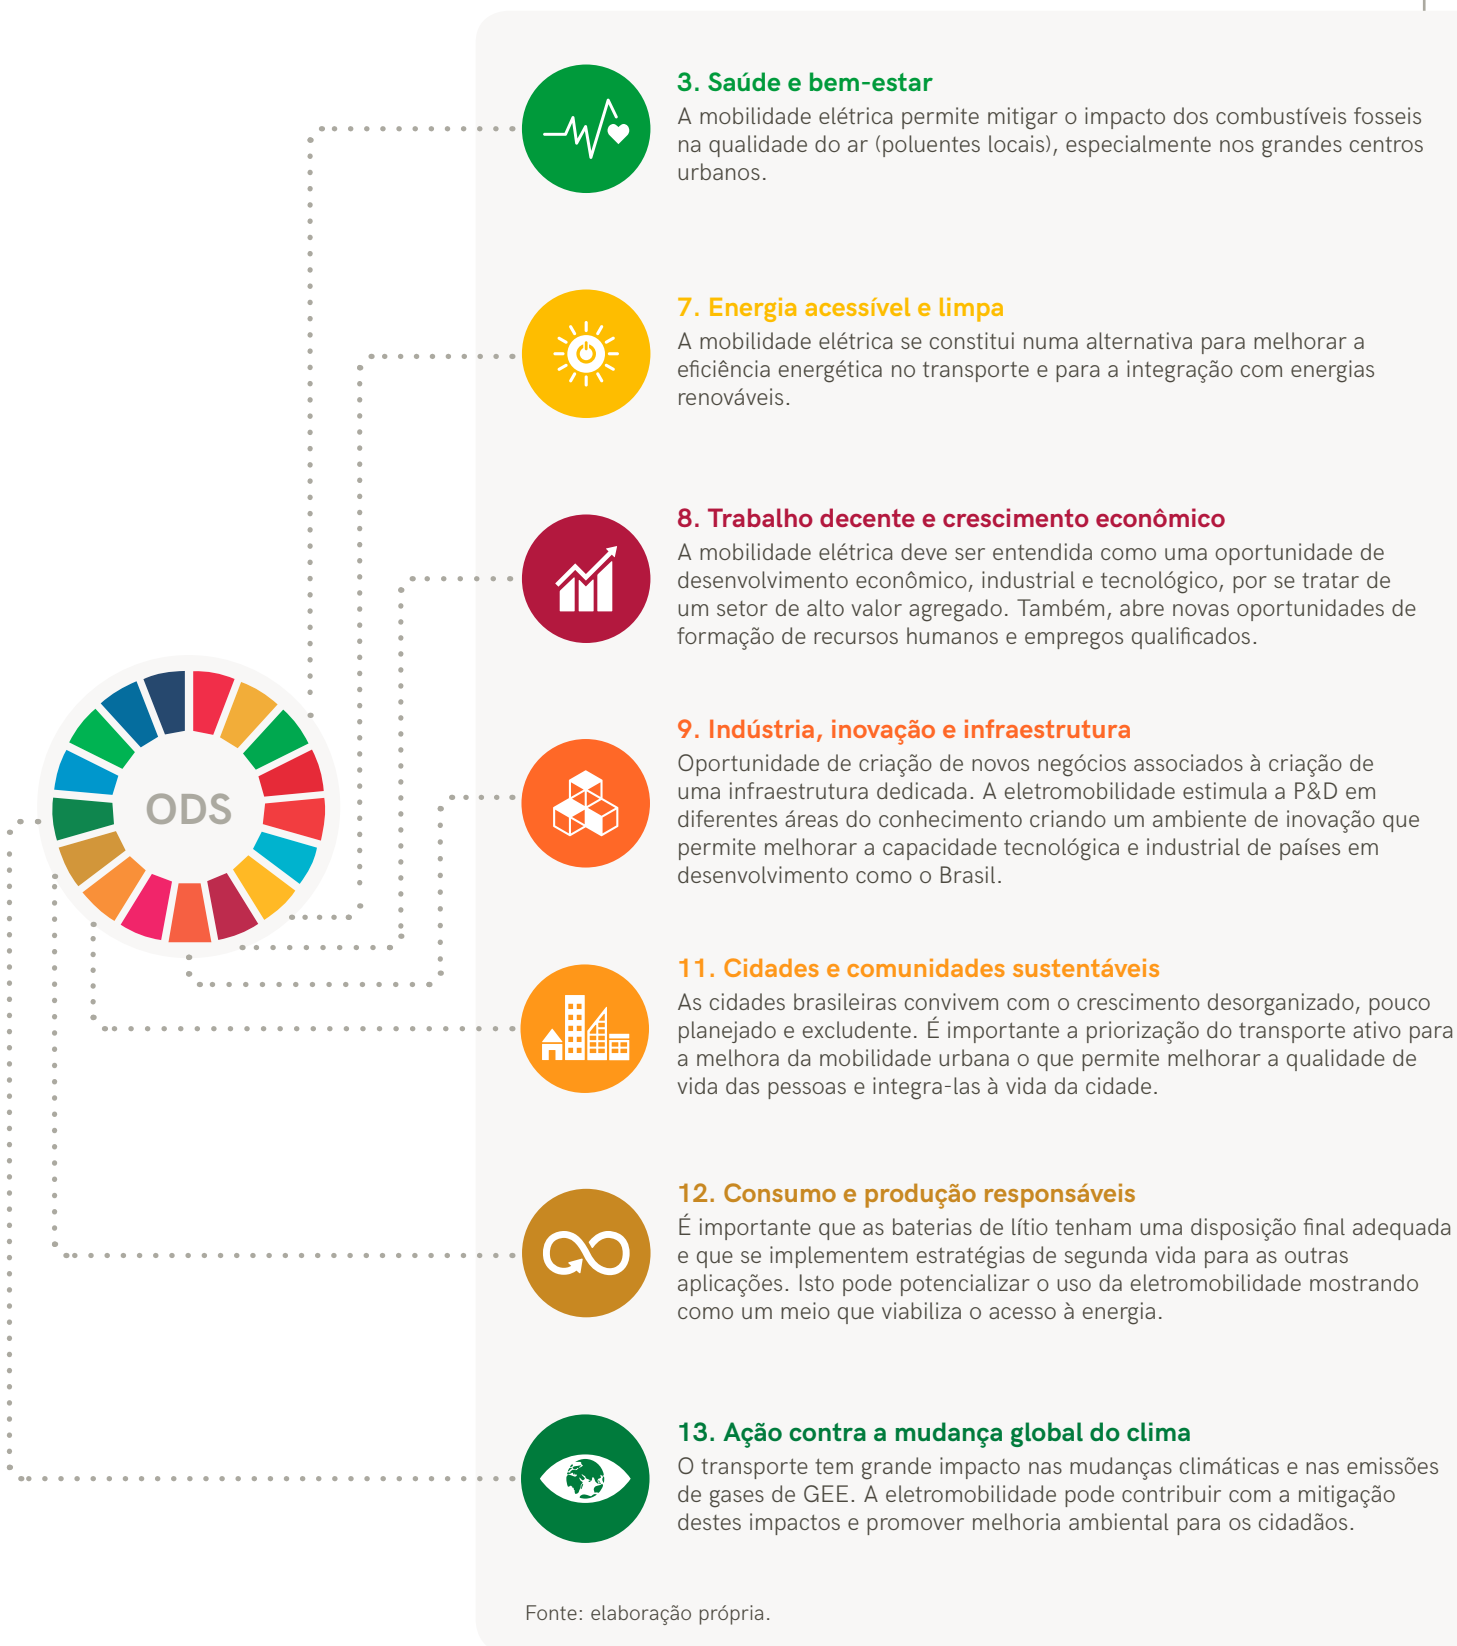 3. Saúde e bem-estar
A mobilidade elétrica permite mitigar o impacto dos combustíveis fosseis
na qualidade do ar (poluentes locais), especialmente nos grandes centros
urbanos.
7. Energia acessível e limpa
A mobilidade elétrica se constitui numa alternativa para melhorar a
eficiência energética no transporte e para a integração com energias
renováveis.
8. Trabalho decente e crescimento econômico
A mobilidade elétrica deve ser entendida como uma oportunidade de
desenvolvimento econômico, industrial e tecnológico, por se tratar de
um setor de alto valor agregado. Também, abre novas oportunidades de
formação de recursos humanos e empregos qualificados.
ODS
9. Indústria, inovação e infraestrutura
Oportunidade de criação de novos negócios associados à criação de
uma infraestrutura dedicada. A eletromobilidade estimula a P&D em
diferentes áreas do conhecimento criando um ambiente de inovação que
permite melhorar a capacidade tecnológica e industrial de países em
desenvolvimento como o Brasil.
11. Cidades e comunidades sustentáveis
As cidades brasileiras convivem com o crescimento desorganizado, pouco
planejado e excludente. É importante a priorização do transporte ativo para
a melhora da mobilidade urbana o que permite melhorar a qualidade de
vida das pessoas e integra-las à vida da cidade.
12. Consumo e produção responsáveis
É importante que as baterias de lítio tenham uma disposição final adequada
e que se implementem estratégias de segunda vida para as outras
aplicações. Isto pode potencializar o uso da eletromobilidade mostrando
como um meio que viabiliza o acesso à energia.
13. Ação contra a mudança global do clima
O transporte tem grande impacto nas mudanças climáticas e nas emissões
de gases de GEE. A eletromobilidade pode contribuir com a mitigação
destes impactos e promover melhoria ambiental para os cidadãos.
Fonte: elaboração própria.